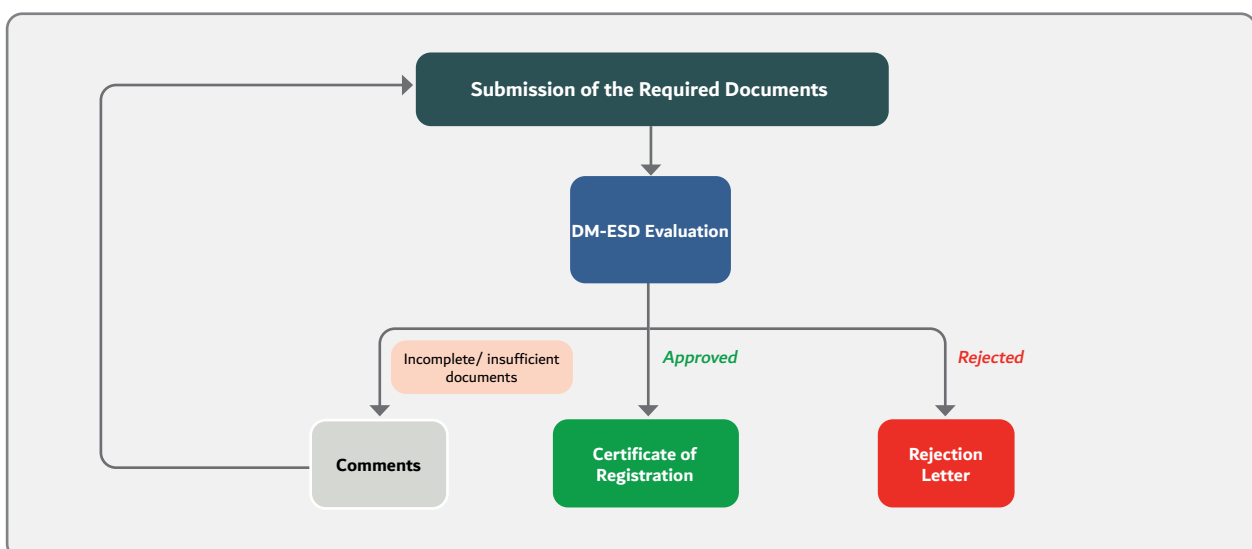 Submission of the Required Documents
DM-ESD Evaluation
Incomplete/ insufficient
documents
Approved
Rejected
Comments
Certificate of
Registration
Rejection
Letter